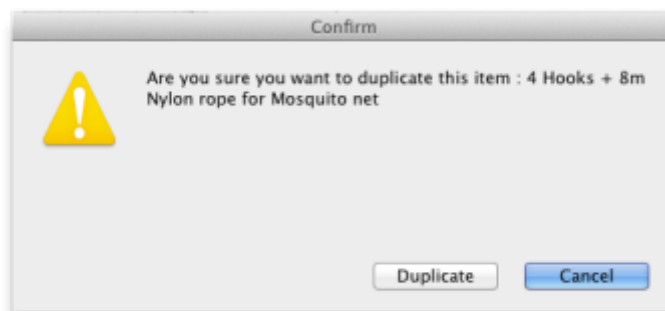 Confirm
Are you sure you want to duplicate this item : 4 Hooks + 8m
Nylon rope for Mosquito net
Duplicate
Cancel